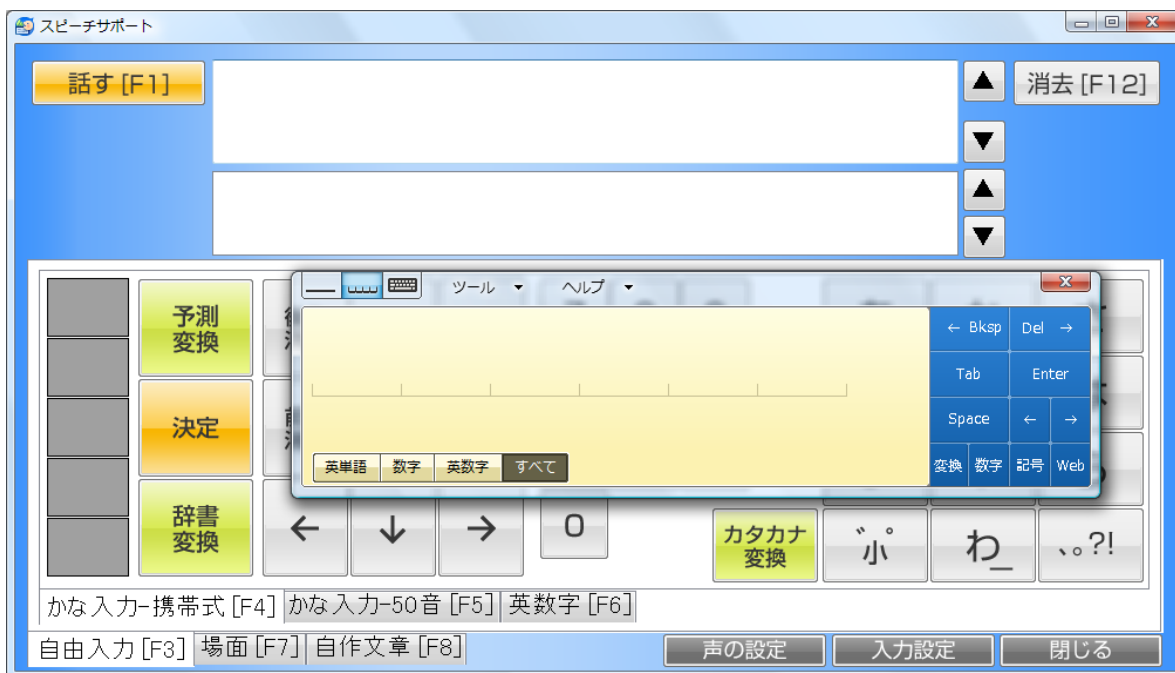 スピーチサポート
話す [F1]
▲
消去 [F12]
▼
▲
▼
ツール ▼
ヘルプ ▼
予測
変換
← Bksp
Del →
Tab
Enter
決定
Space
←
→
英単語
数字
英数字
すべて
変換
数字
記号
Web
辞書
変換
←
↓
→
0
カタカナ
変換
゛゜
小
わ_
、。?!
かな入力-携帯式 [F4]
かな入力-50音 [F5]
英数字 [F6]
自由入力 [F3]
場面 [F7]
自作文章 [F8]
声の設定
入力設定
閉じる